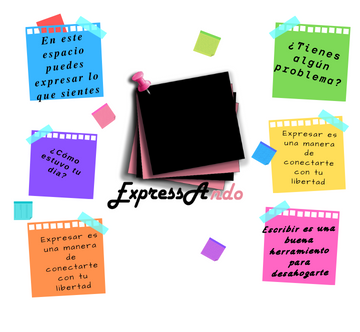 En este
espacio
puedes
expresar lo
que sientes
¿Tienes
algún
problema?
¿Cómo
estuvo tu
día?
Expresar es
una manera
de
conectarte
con tu
libertad
ExpressAndo
Expresar es
una manera
de
conectarte
con tu
libertad
Escribir es una
buena
herramiento
para
desahogarte